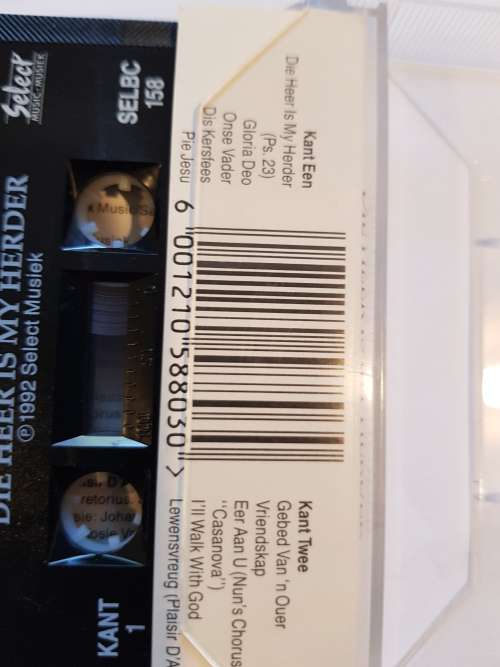 Select
MUSIC-MUSIEK
SELBC
158
DIE HEER IS MY HERDER
℗ 1992 Select Musiek
KANT
1
Kant Een
Die Heer Is My Herder
(Ps. 23)
Gloria Deo
Onse Vader
Dis Kersfees
Pie Jesu
6 001210 588030 >
Kant Twee
Gebed Van 'n Ouer
Vriendskap
Eer Aan U (Nun's Chorus
"Casanova")
I'll Walk With God
Lewensvreug (Plaisir D'A